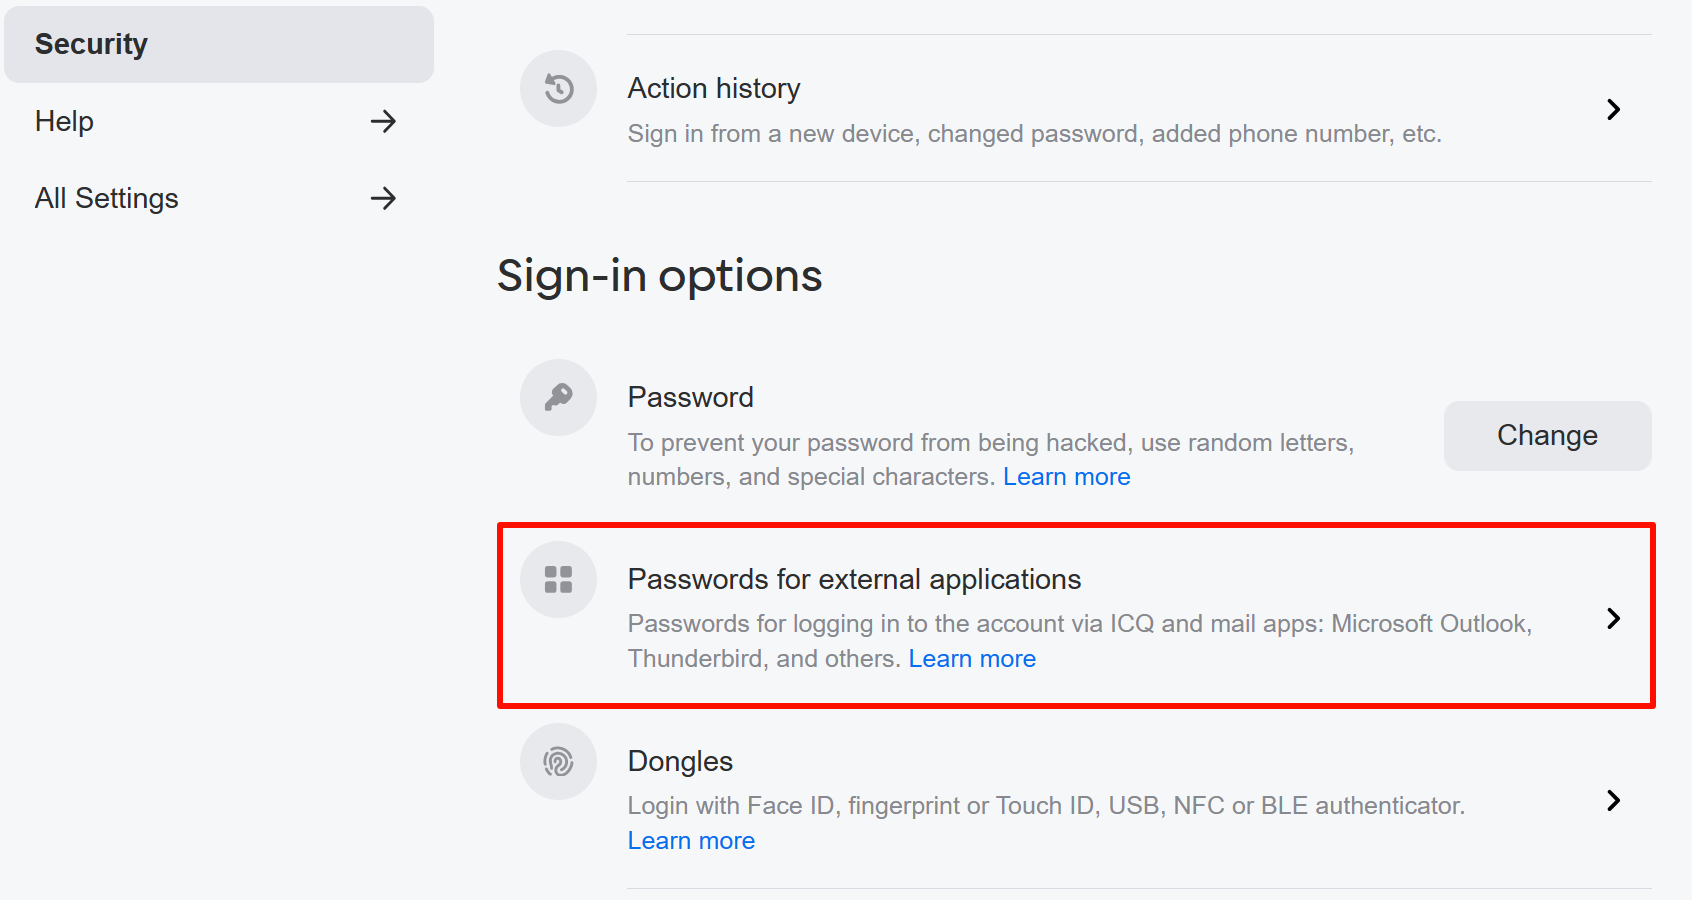 Security
Help
All Settings
Action history
Sign in from a new device, changed password, added phone number, etc.
Sign-in options
Password
To prevent your password from being hacked, use random letters,
numbers, and special characters. Learn more
Change
Passwords for external applications
Passwords for logging in to the account via ICQ and mail apps: Microsoft Outlook,
Thunderbird, and others. Learn more
Dongles
Login with Face ID, fingerprint or Touch ID, USB, NFC or BLE authenticator.
Learn more